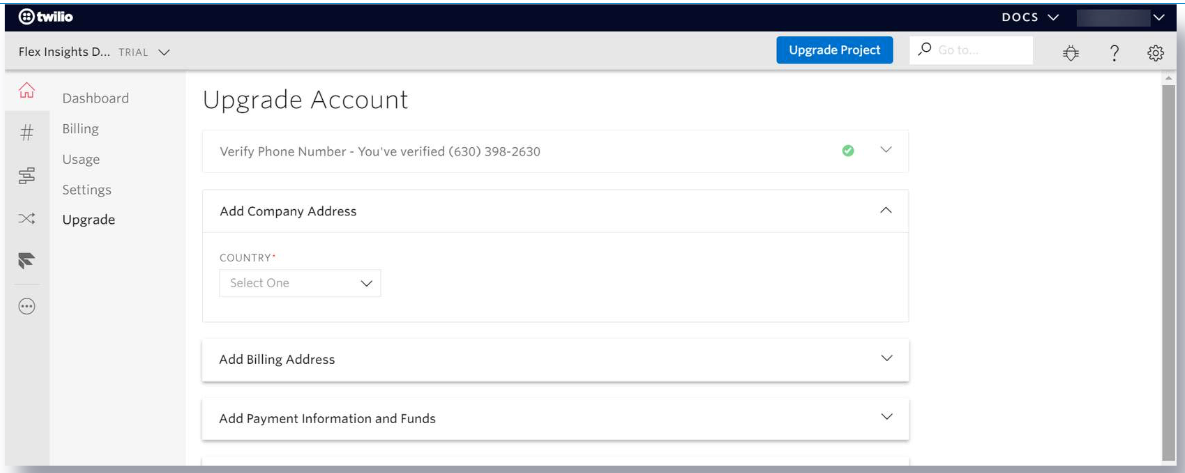 twilio
DOCS
Flex Insights D... TRIAL
Upgrade Project
Go to...
?
Dashboard
Billing
Usage
Settings
Upgrade
#
Upgrade Account
Verify Phone Number - You've verified (630) 398-2630
Add Company Address
COUNTRY*
Select One
Add Billing Address
Add Payment Information and Funds